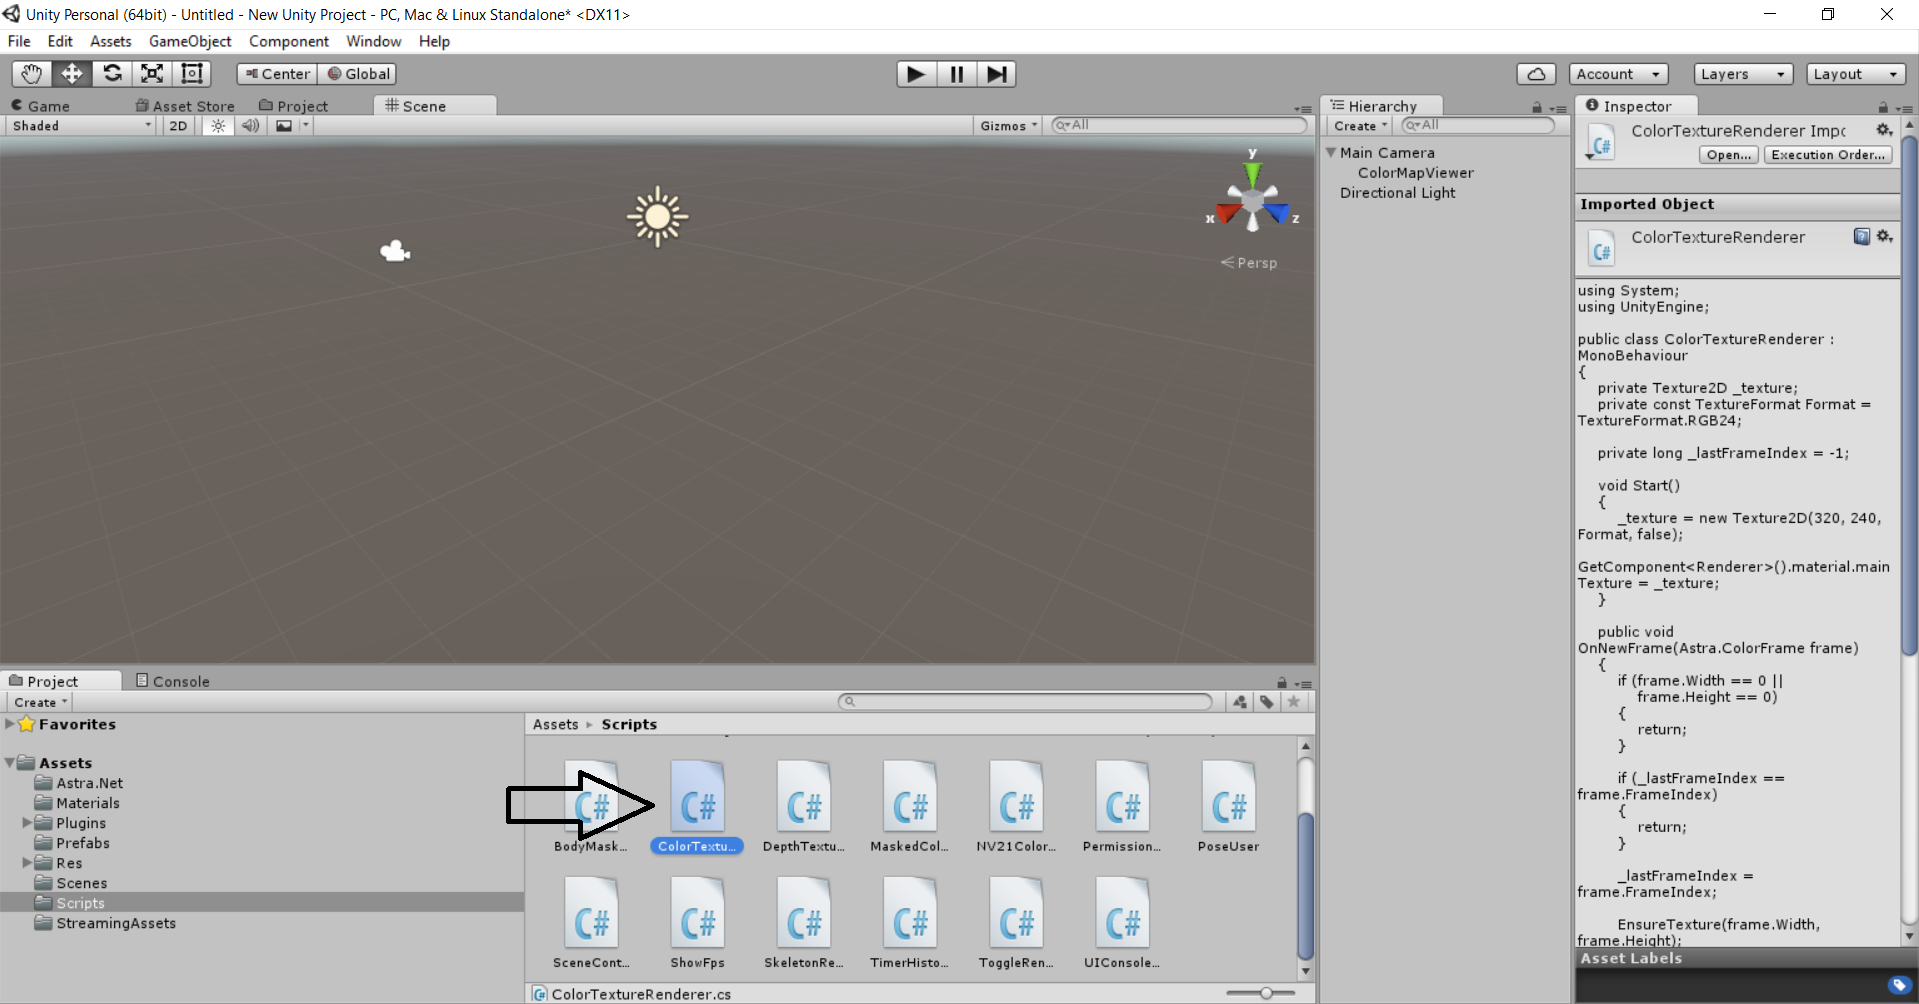 Unity Personal (64bit) - Untitled - New Unity Project - PC, Mac & Linux Standalone* <DX11>
File Edit Assets GameObject Component Window Help
Center Global Account Layers Layout
Game Asset Store Project Scene
Shaded 2D Gizmos All
Persp
y
x
z
Hierarchy
Create All
Main Camera
ColorMapViewer
Directional Light
Inspector
ColorTextureRenderer Impo
Open... Execution Order...
Imported Object
ColorTextureRenderer
C#
using System;
using UnityEngine;
public class ColorTextureRenderer :
MonoBehaviour
{
private Texture2D _texture;
private const TextureFormat Format =
TextureFormat.RGB24;
private long _lastFrameIndex = -1;
void Start()
{
_texture = new Texture2D(320, 240,
Format, false);
GetComponent<Renderer>().material.main
Texture = _texture;
}
public void
OnNewFrame(Astra.ColorFrame frame)
{
if (frame.Width == 0 ||
frame.Height == 0)
{
return;
}
if (_lastFrameIndex ==
frame.FrameIndex)
{
return;
}
_lastFrameIndex =
frame.FrameIndex;
EnsureTexture(frame.Width,
frame.Height);
Asset Labels
Project Console
Create
Favorites
Assets
Astra.Net
Materials
Plugins
Prefabs
Res
Scenes
Scripts
StreamingAssets
Assets Scripts
C# C# C# C# C# C# C#
BodyMask... ColorTextu... DepthTextu... MaskedCol... NV21Color... Permission... PoseUser
C# C# C# C# C# C#
SceneCont... ShowFps SkeletonRe... TimerHisto... ToggleRen... UIConsole...
ColorTextureRenderer.cs